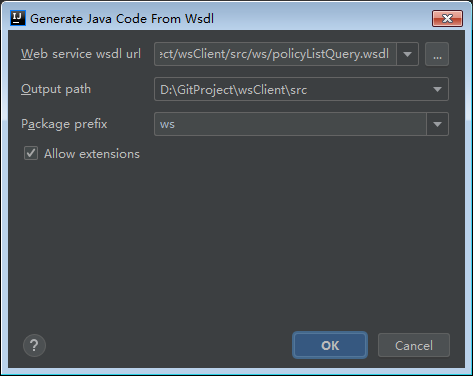 IJ
Generate Java Code From Wsdl
Web service wsdl url
:ct/wsClient/src/ws/policyListQuery.wsdl
...
Output path
D:\GitProject\wsClient\src
Package prefix
ws
Allow extensions
?
OK
Cancel